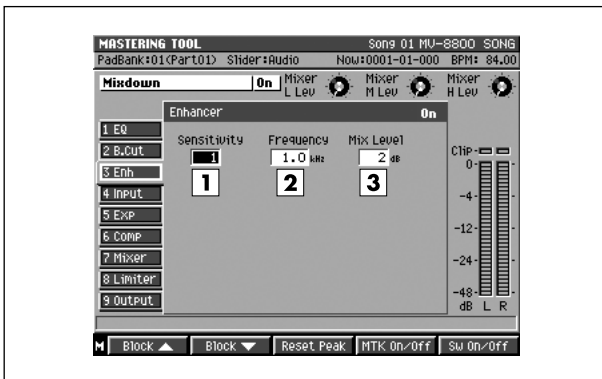 MASTERING TOOL Song 01 MV-8800 SONG
PadBank:01(Part01) Slider:Audio Now:0001-01-000 BPM: 84.00
Mixdown On Mixer L Lev Mixer M Lev Mixer H Lev
Enhancer On
1 EQ
2 B.Cut
3 Enh
4 Input
5 Exp
6 Comp
7 Mixer
8 Limiter
9 Output
Sensitivity Frequency Mix Level
1 1.0 kHz 2 dB
1 2 3
Clip
0
-4
-12
-24
-48
dB L R
M Block ▲ Block ▼ Reset Peak MTK On/Off Sw On/Off